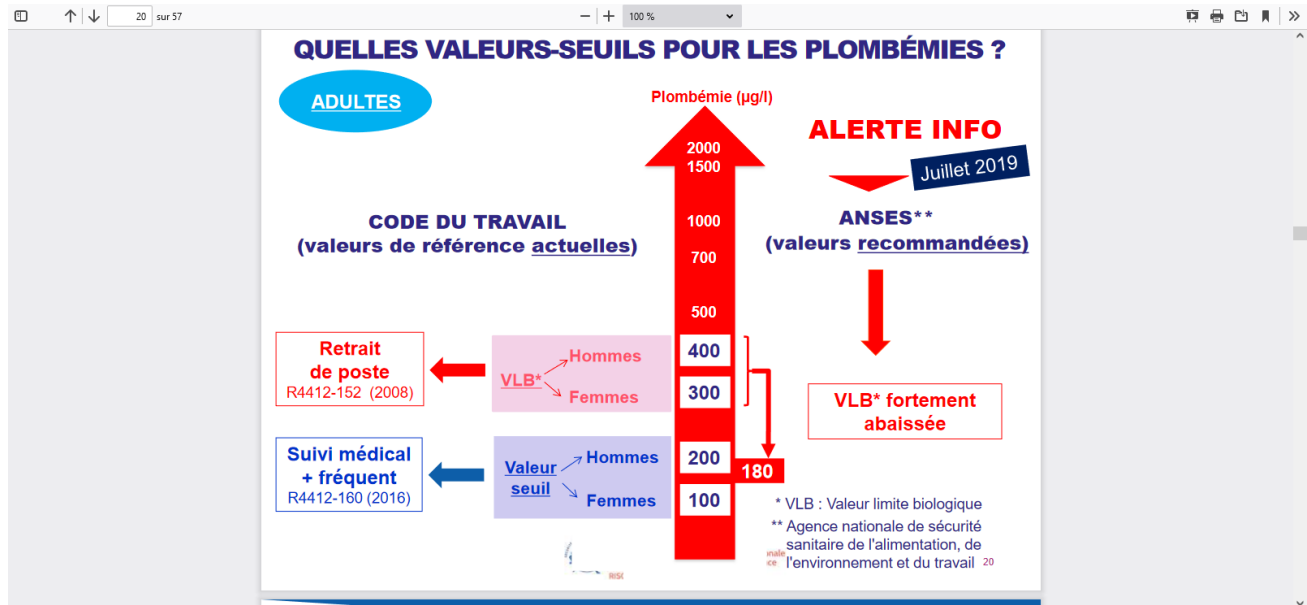 20 sur 57
100 %
QUELLES VALEURS-SEUILS POUR LES PLOMBÉMIES ?
ADULTES
Plombémie (µg/l)
ALERTE INFO
Juillet 2019
2000
1500
1000
700
500
400
300
200
100
CODE DU TRAVAIL
(valeurs de référence actuelles)
ANSES**
(valeurs recommandées)
Retrait
de poste
R4412-152 (2008)
VLB*
Hommes
Femmes
VLB* fortement
abaissée
Suivi médical
+ fréquent
R4412-160 (2016)
Valeur
seuil
Hommes
Femmes
180
* VLB : Valeur limite biologique
** Agence nationale de sécurité
sanitaire de l'alimentation, de
l'environnement et du travail
20